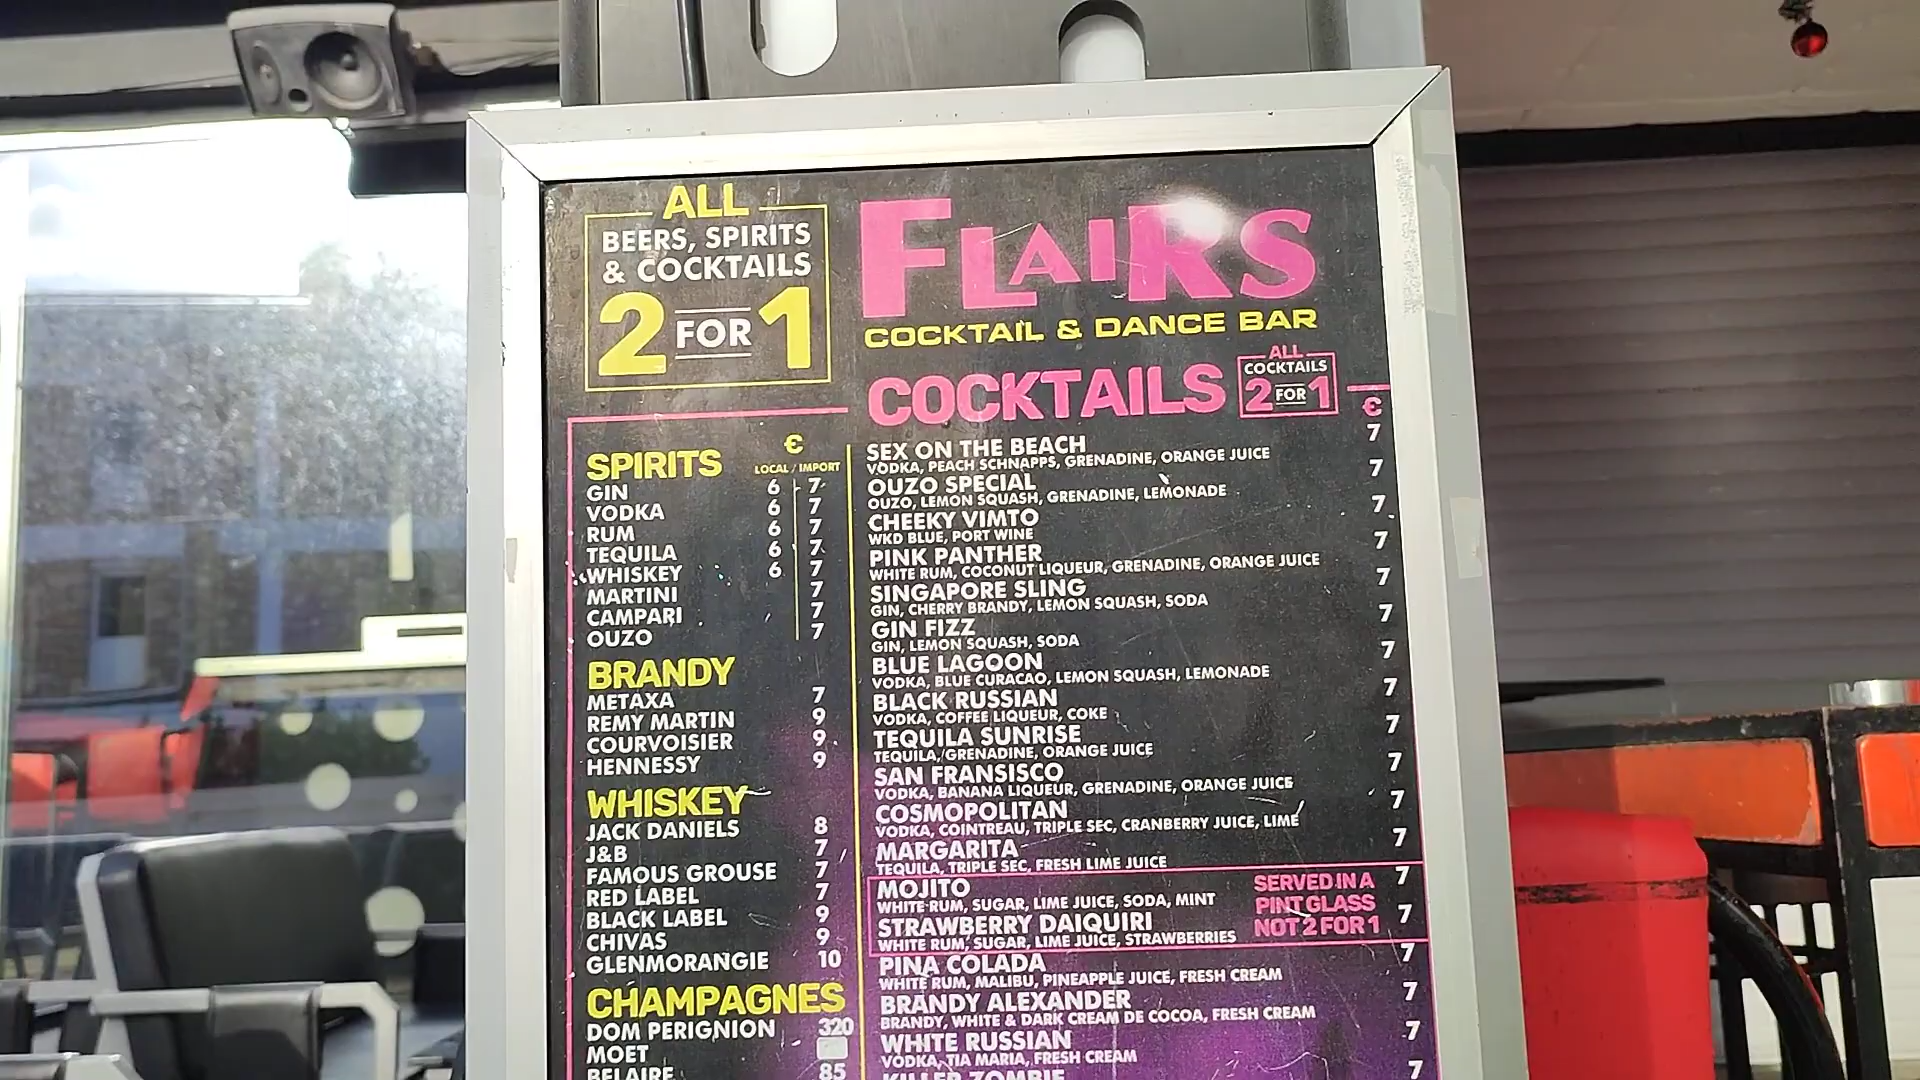 ALL
BEERS, SPIRITS
& COCKTAILS
2 FOR 1
FLAIRS
COCKTAIL & DANCE BAR
COCKTAILS
ALL
COCKTAILS
2 FOR 1
€
€
LOCAL / IMPORT
SPIRITS
GIN 6 7
VODKA 6 7
RUM 6 7
TEQUILA 6 7
WHISKEY 6 7
MARTINI 7
CAMPARI 7
OUZO 7
BRANDY
METAXA 7
REMY MARTIN 9
COURVOISIER 9
HENNESSY 9
WHISKEY
JACK DANIELS 8
J&B 7
FAMOUS GROUSE 7
RED LABEL 7
BLACK LABEL 9
CHIVAS 9
GLENMORANGIE 10
CHAMPAGNES
DOM PERIGNION 320
MOET
BELAIRE 85
SEX ON THE BEACH 7
VODKA, PEACH SCHNAPPS, GRENADINE, ORANGE JUICE
OUZO SPECIAL 7
OUZO, LEMON SQUASH, GRENADINE, LEMONADE
CHEEKY VIMTO 7
WKD BLUE, PORT WINE
PINK PANTHER 7
WHITE RUM, COCONUT LIQUEUR, GRENADINE, ORANGE JUICE
SINGAPORE SLING 7
GIN, CHERRY BRANDY, LEMON SQUASH, SODA
GIN FIZZ 7
GIN, LEMON SQUASH, SODA
BLUE LAGOON 7
VODKA, BLUE CURACAO, LEMON SQUASH, LEMONADE
BLACK RUSSIAN 7
VODKA, COFFEE LIQUEUR, COKE
TEQUILA SUNRISE 7
TEQUILA, GRENADINE, ORANGE JUICE
SAN FRANSISCO 7
VODKA, BANANA LIQUEUR, GRENADINE, ORANGE JUICE
COSMOPOLITAN 7
VODKA, COINTREAU, TRIPLE SEC, CRANBERRY JUICE, LIME
MARGARITA 7
TEQUILA, TRIPLE SEC, FRESH LIME JUICE
MOJITO 7
WHITE RUM, SUGAR, LIME JUICE, SODA, MINT
STRAWBERRY DAIQUIRI 7
WHITE RUM, SUGAR, LIME JUICE, STRAWBERRIES
SERVED IN A
PINT GLASS
NOT 2 FOR 1
PINA COLADA 7
WHITE RUM, MALIBU, PINEAPPLE JUICE, FRESH CREAM
BRANDY ALEXANDER 7
BRANDY, WHITE & DARK CREAM DE COCOA, FRESH CREAM
WHITE RUSSIAN 7
VODKA, TIA MARIA, FRESH CREAM
KILLER ZOMBIE 7